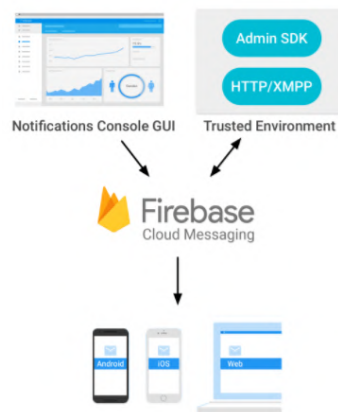 Admin SDK
HTTP/XMPP
Notifications Console GUI
Trusted Environment
Firebase
Cloud Messaging
Android
iOS
Web